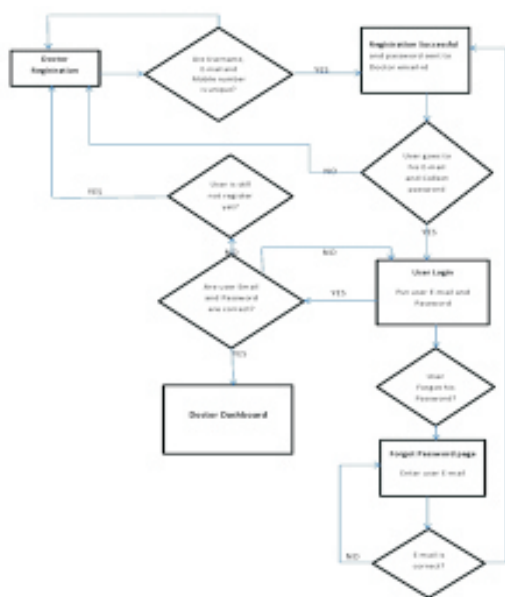 Doctor
Registration
Are Username,
E-mail and
Mobile number
is unique?
YES
Registration Successful
and password sent to
Doctor email id
User goes to
his E-mail
and collect
password
NO
YES
User is still
not register
yet?
YES
NO
NO
User Login
Put user E-mail and
Password
Are user Email
and Password
are correct?
YES
YES
Doctor Dashboard
User
Forgot his
Password?
Forgot Password page
Enter user E-mail
E-mail is
correct?
NO